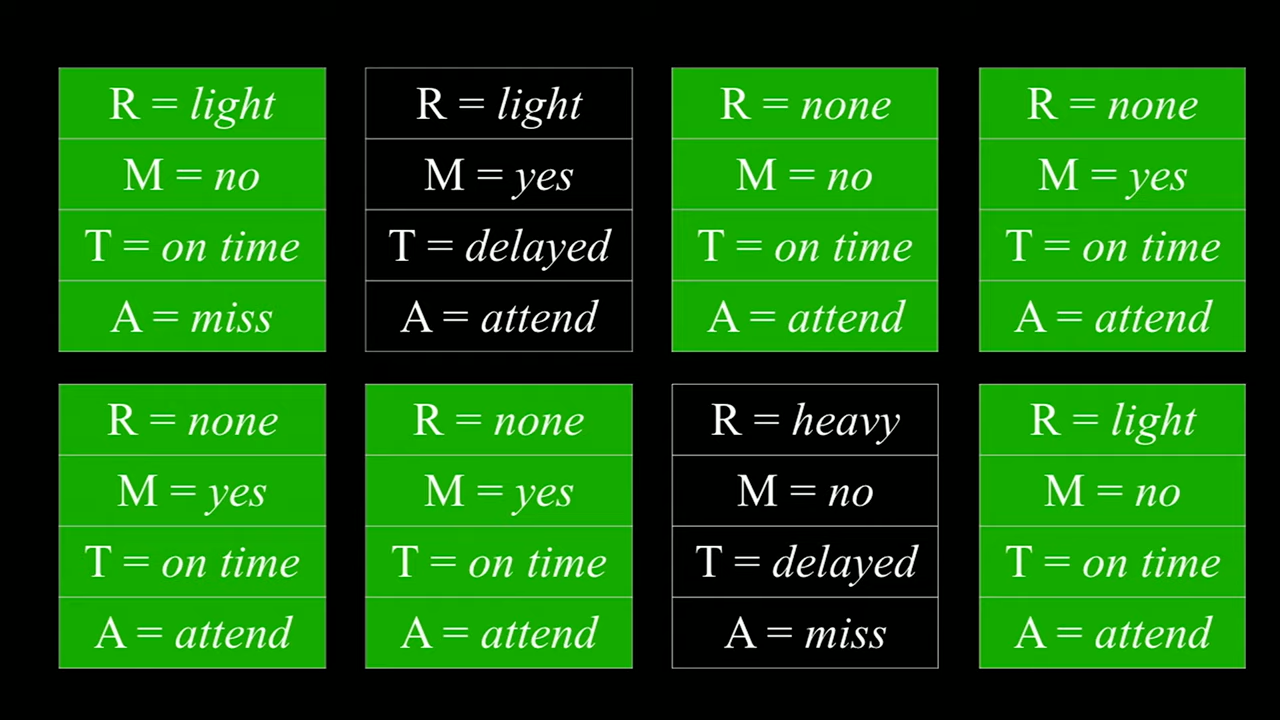 R = light
M = no
T = on time
A = miss
R = light
M = yes
T = delayed
A = attend
R = none
M = no
T = on time
A = attend
R = none
M = yes
T = on time
A = attend
R = none
M = yes
T = on time
A = attend
R = none
M = yes
T = on time
A = attend
R = heavy
M = no
T = delayed
A = miss
R = light
M = no
T = on time
A = attend